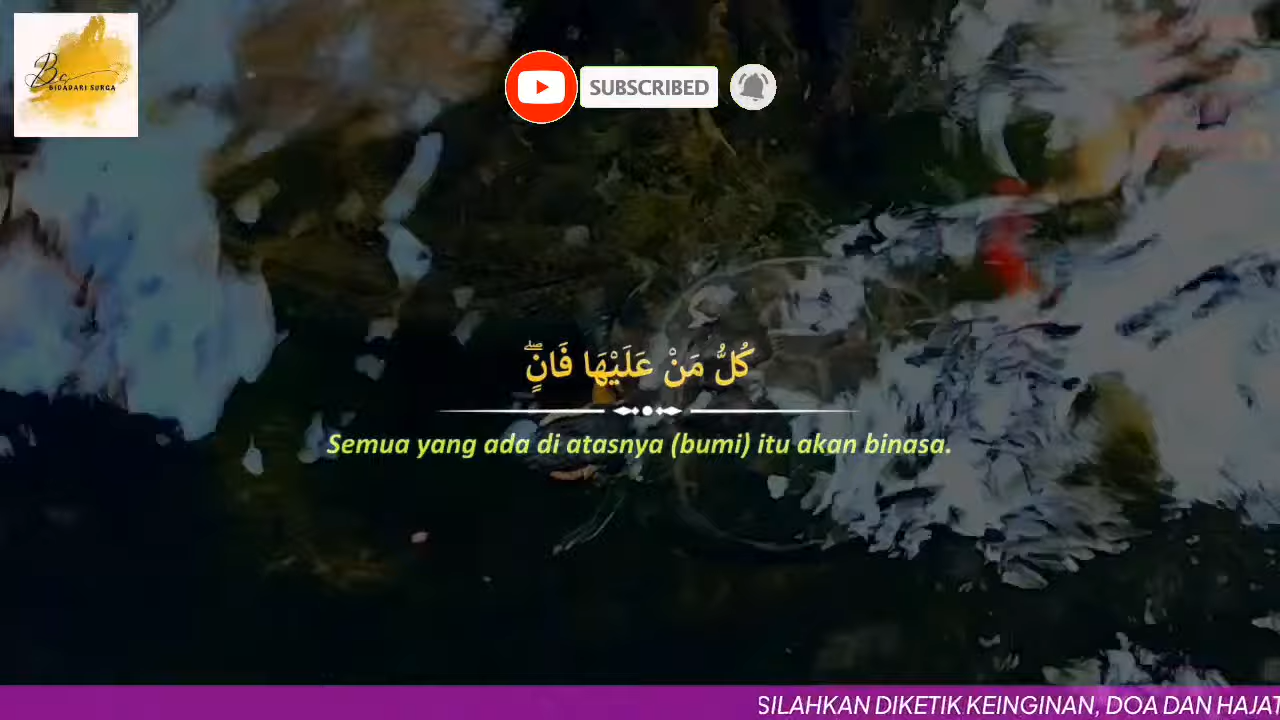 Bs
BIDADARI SURGA
SUBSCRIBED
كُلُّ مَنْ عَلَيْهَا فَانٍۖ
Semua yang ada di atasnya (bumi) itu akan binasa.
SILAHKAN DIKETIK KEINGINAN, DOA DAN HAJAT